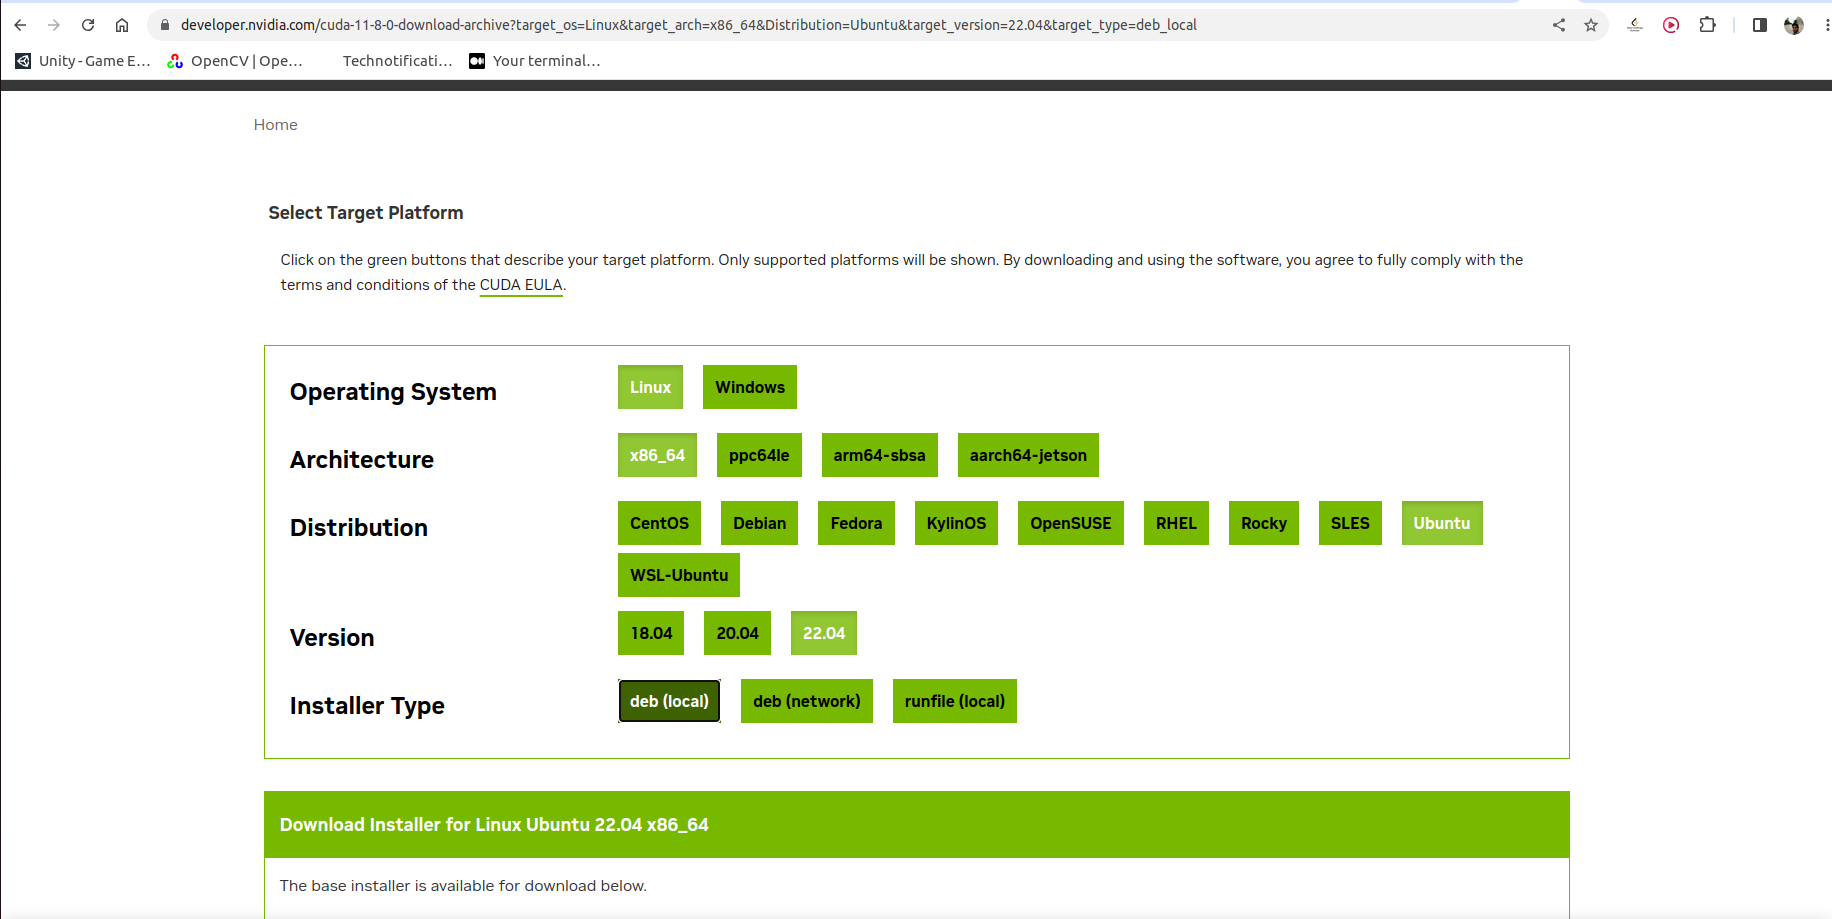 developer.nvidia.com/cuda-11-8-0-download-archive?target_os=Linux&target_arch=x86_64&Distribution=Ubuntu&target_version=22.04&target_type=deb_local
Unity - Game E... OpenCV | Ope... Technotificati... Your terminal...
Home
Select Target Platform
Click on the green buttons that describe your target platform. Only supported platforms will be shown. By downloading and using the software, you agree to fully comply with the
terms and conditions of the CUDA EULA.
Operating System Linux Windows
Architecture x86_64 ppc64le arm64-sbsa aarch64-jetson
Distribution CentOS Debian Fedora KylinOS OpenSUSE RHEL Rocky SLES Ubuntu
WSL-Ubuntu
Version 18.04 20.04 22.04
Installer Type deb (local) deb (network) runfile (local)
Download Installer for Linux Ubuntu 22.04 x86_64
The base installer is available for download below.